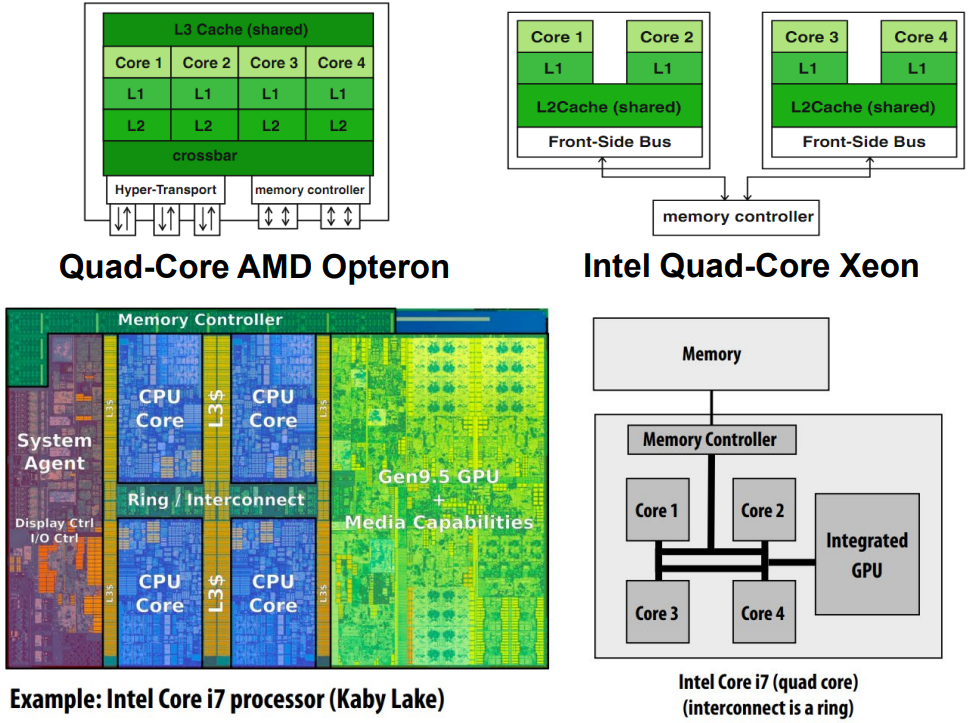 L3 Cache (shared)
Core 1 Core 2 Core 3 Core 4
L1 L1 L1 L1
L2 L2 L2 L2
crossbar
Hyper-Transport
memory controller
Quad-Core AMD Opteron
Core 1 Core 2
L1 L1
L2Cache (shared)
Front-Side Bus
Core 3 Core 4
L1 L1
L2Cache (shared)
Front-Side Bus
memory controller
Intel Quad-Core Xeon
Memory Controller
System
Agent
Display Ctrl
I/O Ctrl
L3$
CPU
Core
L3$
CPU
Core
L3$
Ring / Interconnect
L3$
CPU
Core
L3$
CPU
Core
L3$
Gen9.5 GPU
+
Media Capabilities
Example: Intel Core i7 processor (Kaby Lake)
Memory
Memory Controller
Core 1
Core 2
Core 3
Core 4
Integrated
GPU
Intel Core i7 (quad core)
(interconnect is a ring)